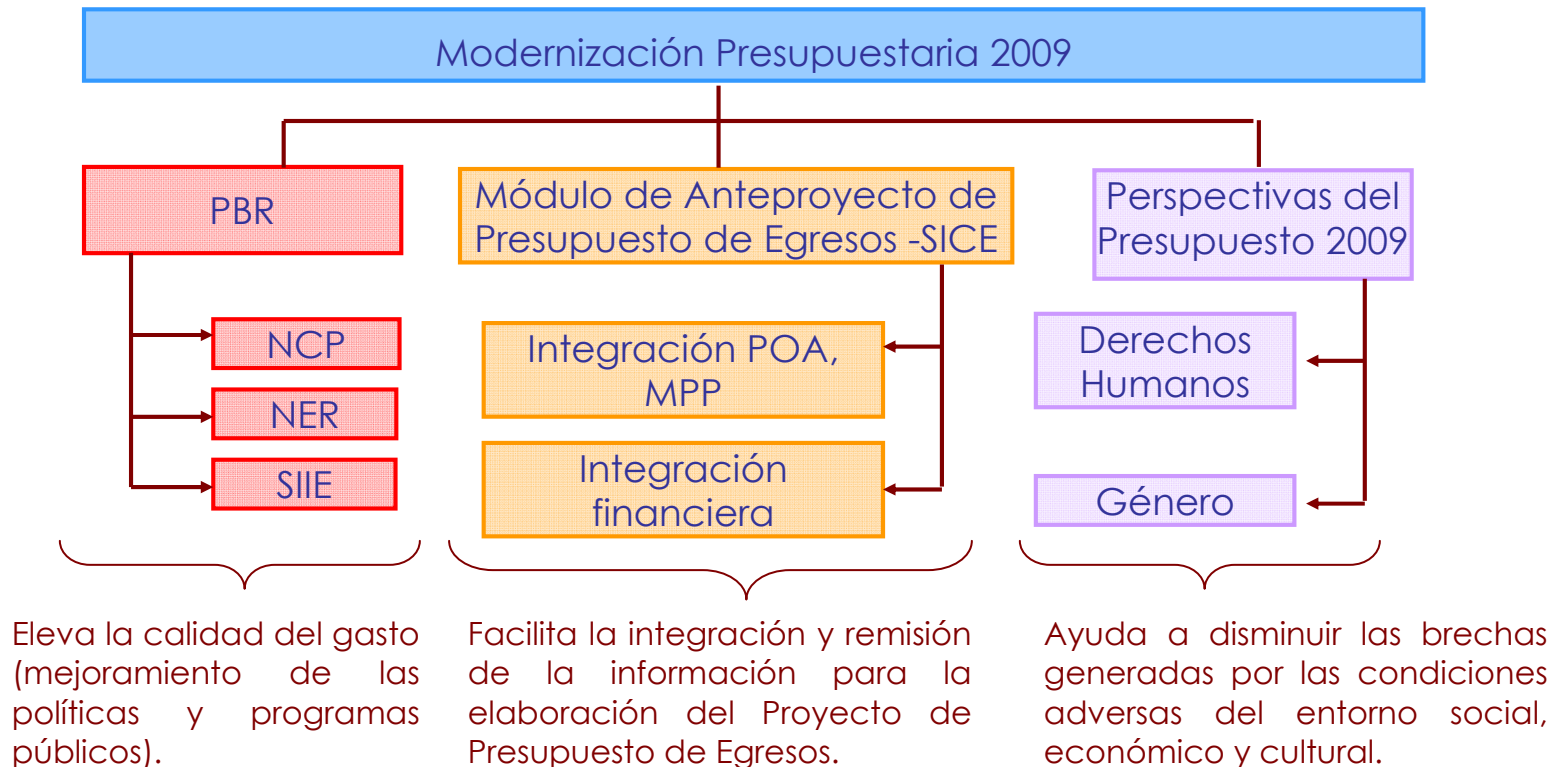 Modernización Presupuestaria 2009
PBR
NCP
NER
SIIE
Módulo de Anteproyecto de
Presupuesto de Egresos -SICE
Integración POA,
MPP
Integración
financiera
Perspectivas del
Presupuesto 2009
Derechos
Humanos
Género
Eleva la calidad del gasto
(mejoramiento de las
políticas y programas
públicos).
Facilita la integración y remisión
de la información para la
elaboración del Proyecto de
Presupuesto de Egresos.
Ayuda a disminuir las brechas
generadas por las condiciones
adversas del entorno social,
económico y cultural.